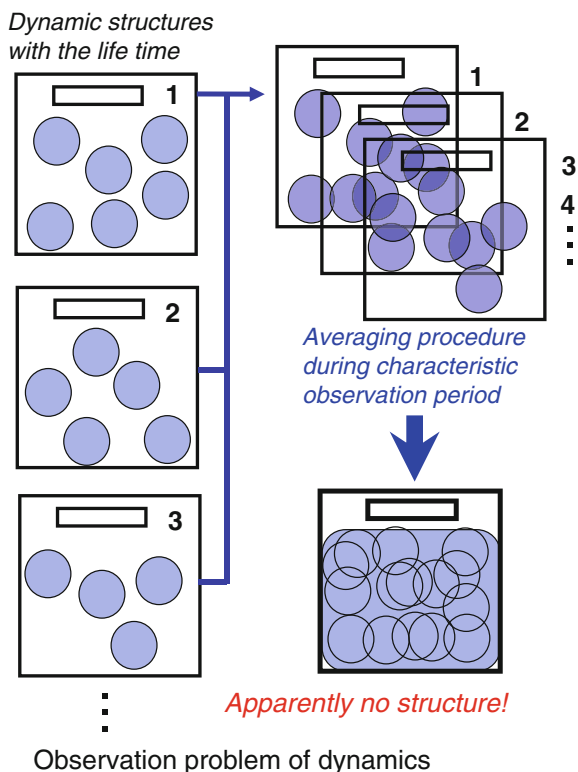 Dynamic structures
with the life time
1
2
3
1
2
3
4
Averaging procedure
during characteristic
observation period
Apparently no structure!
Observation problem of dynamics